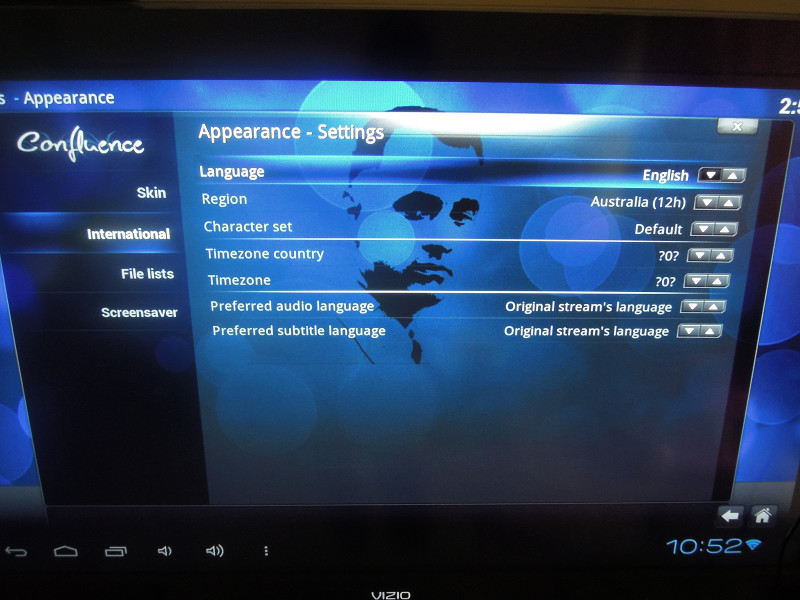 s - Appearance
2:5
Confluence
Appearance - Settings
Skin
International
File lists
Screensaver
Language English
Region Australia (12h)
Character set Default
Timezone country ?0?
Timezone ?0?
Preferred audio language Original stream's language
Preferred subtitle language Original stream's language
10:52
VIZIO